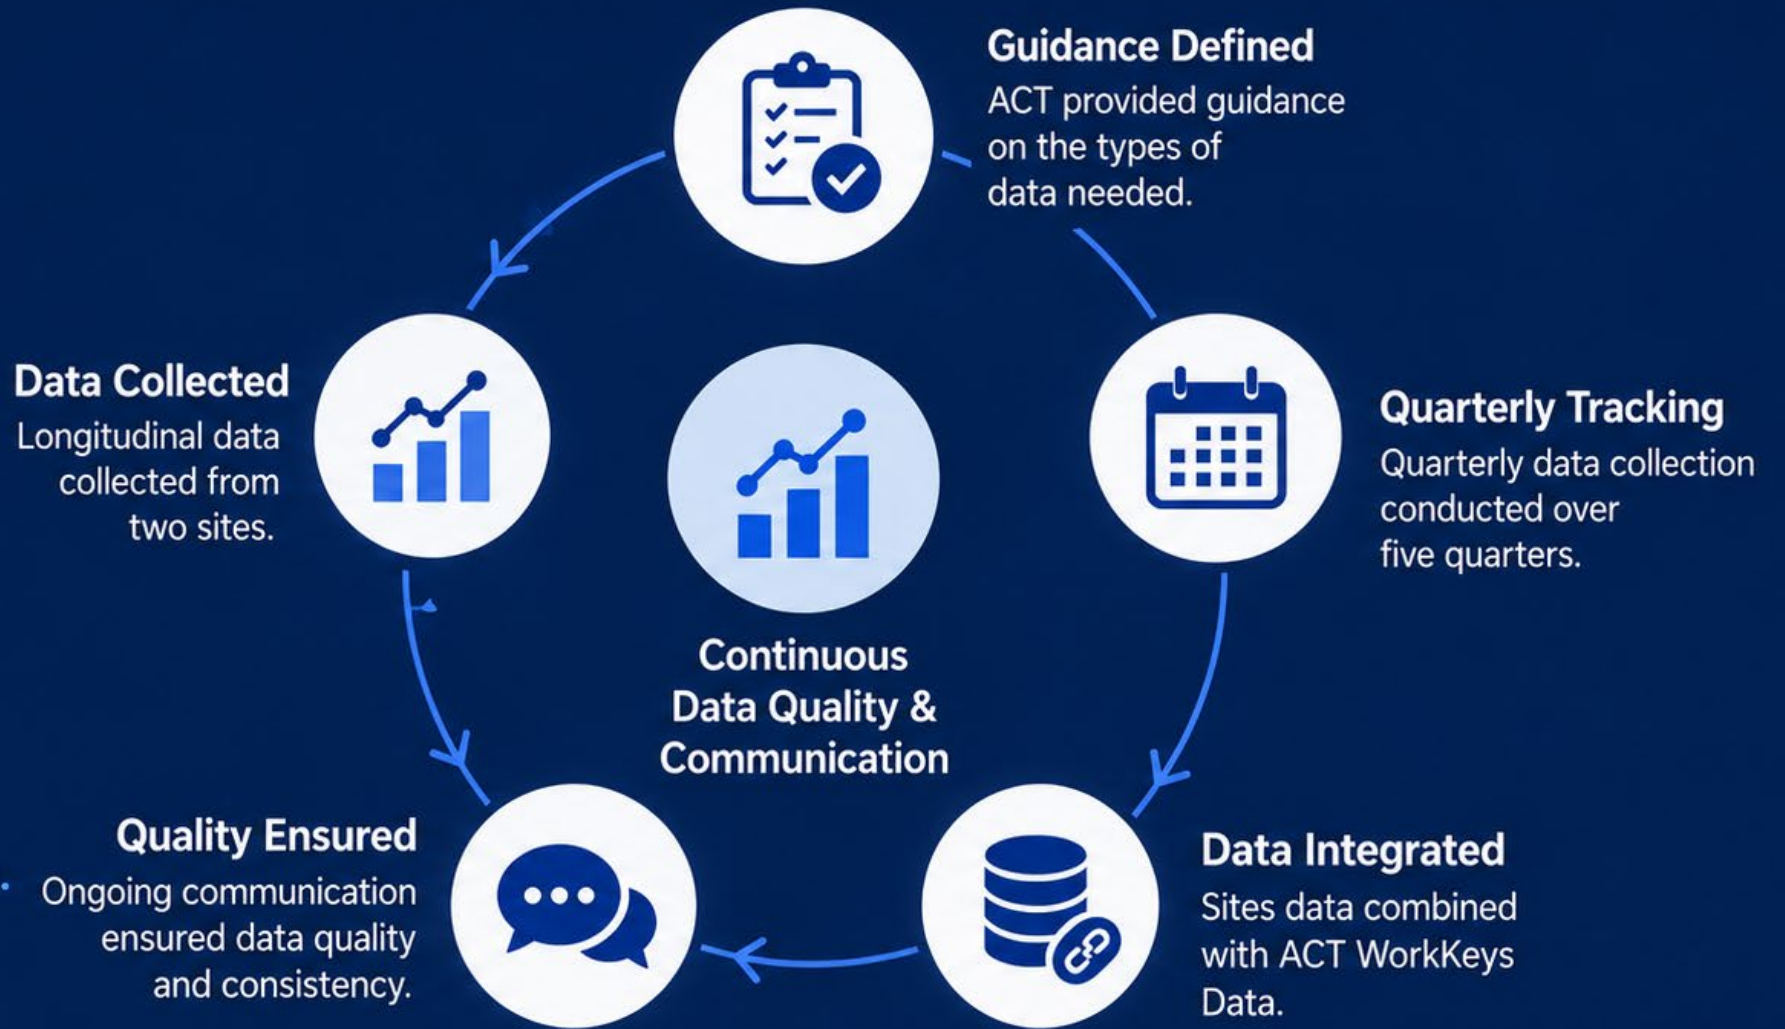 Guidance Defined
ACT provided guidance
on the types of
data needed.
Data Collected
Longitudinal data
collected from
two sites.
Quarterly Tracking
Quarterly data collection
conducted over
five quarters.
Continuous
Data Quality &
Communication
Quality Ensured
Ongoing communication
ensured data quality
and consistency.
Data Integrated
Sites data combined
with ACT WorkKeys
Data.